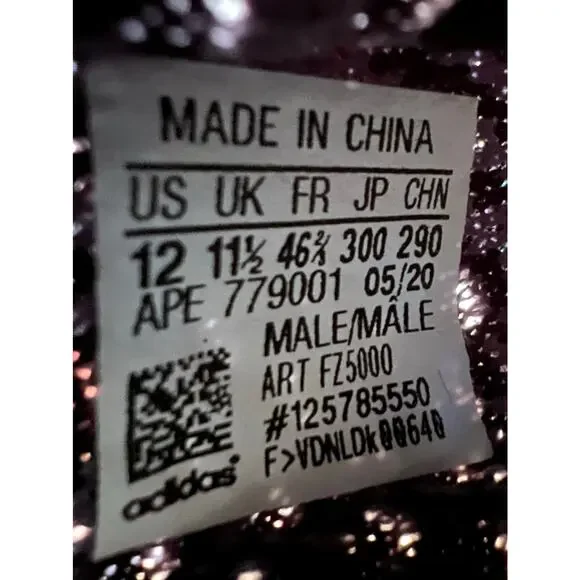 MADE IN CHINA
US UK FR JP CHN
12 11½ 46⅔ 300 290
APE 779001 05/20
MALE/MÂLE
ART FZ5000
#125785550
F>VDNLDk00640
adidas